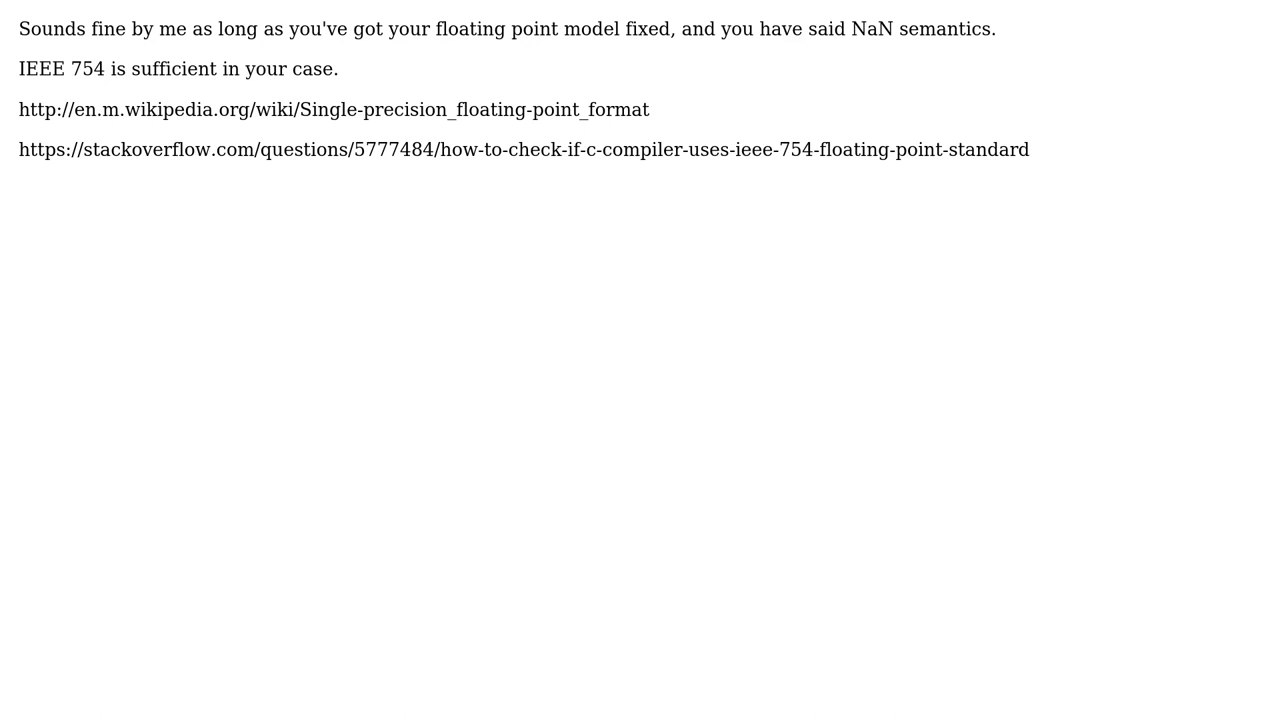 Sounds fine by me as long as you've got your floating point model fixed, and you have said NaN semantics.
IEEE 754 is sufficient in your case.
http://en.m.wikipedia.org/wiki/Single-precision_floating-point_format
https://stackoverflow.com/questions/5777484/how-to-check-if-c-compiler-uses-ieee-754-floating-point-standard